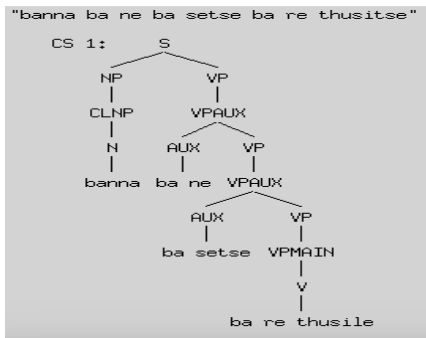 "banna ba ne ba setse ba re thusitse"
CS 1: S
NP VP
CLNP VPAUX
N AUX VP
banna ba ne VPAUX
AUX VP
ba setse VPMAIN
V
ba re thusile